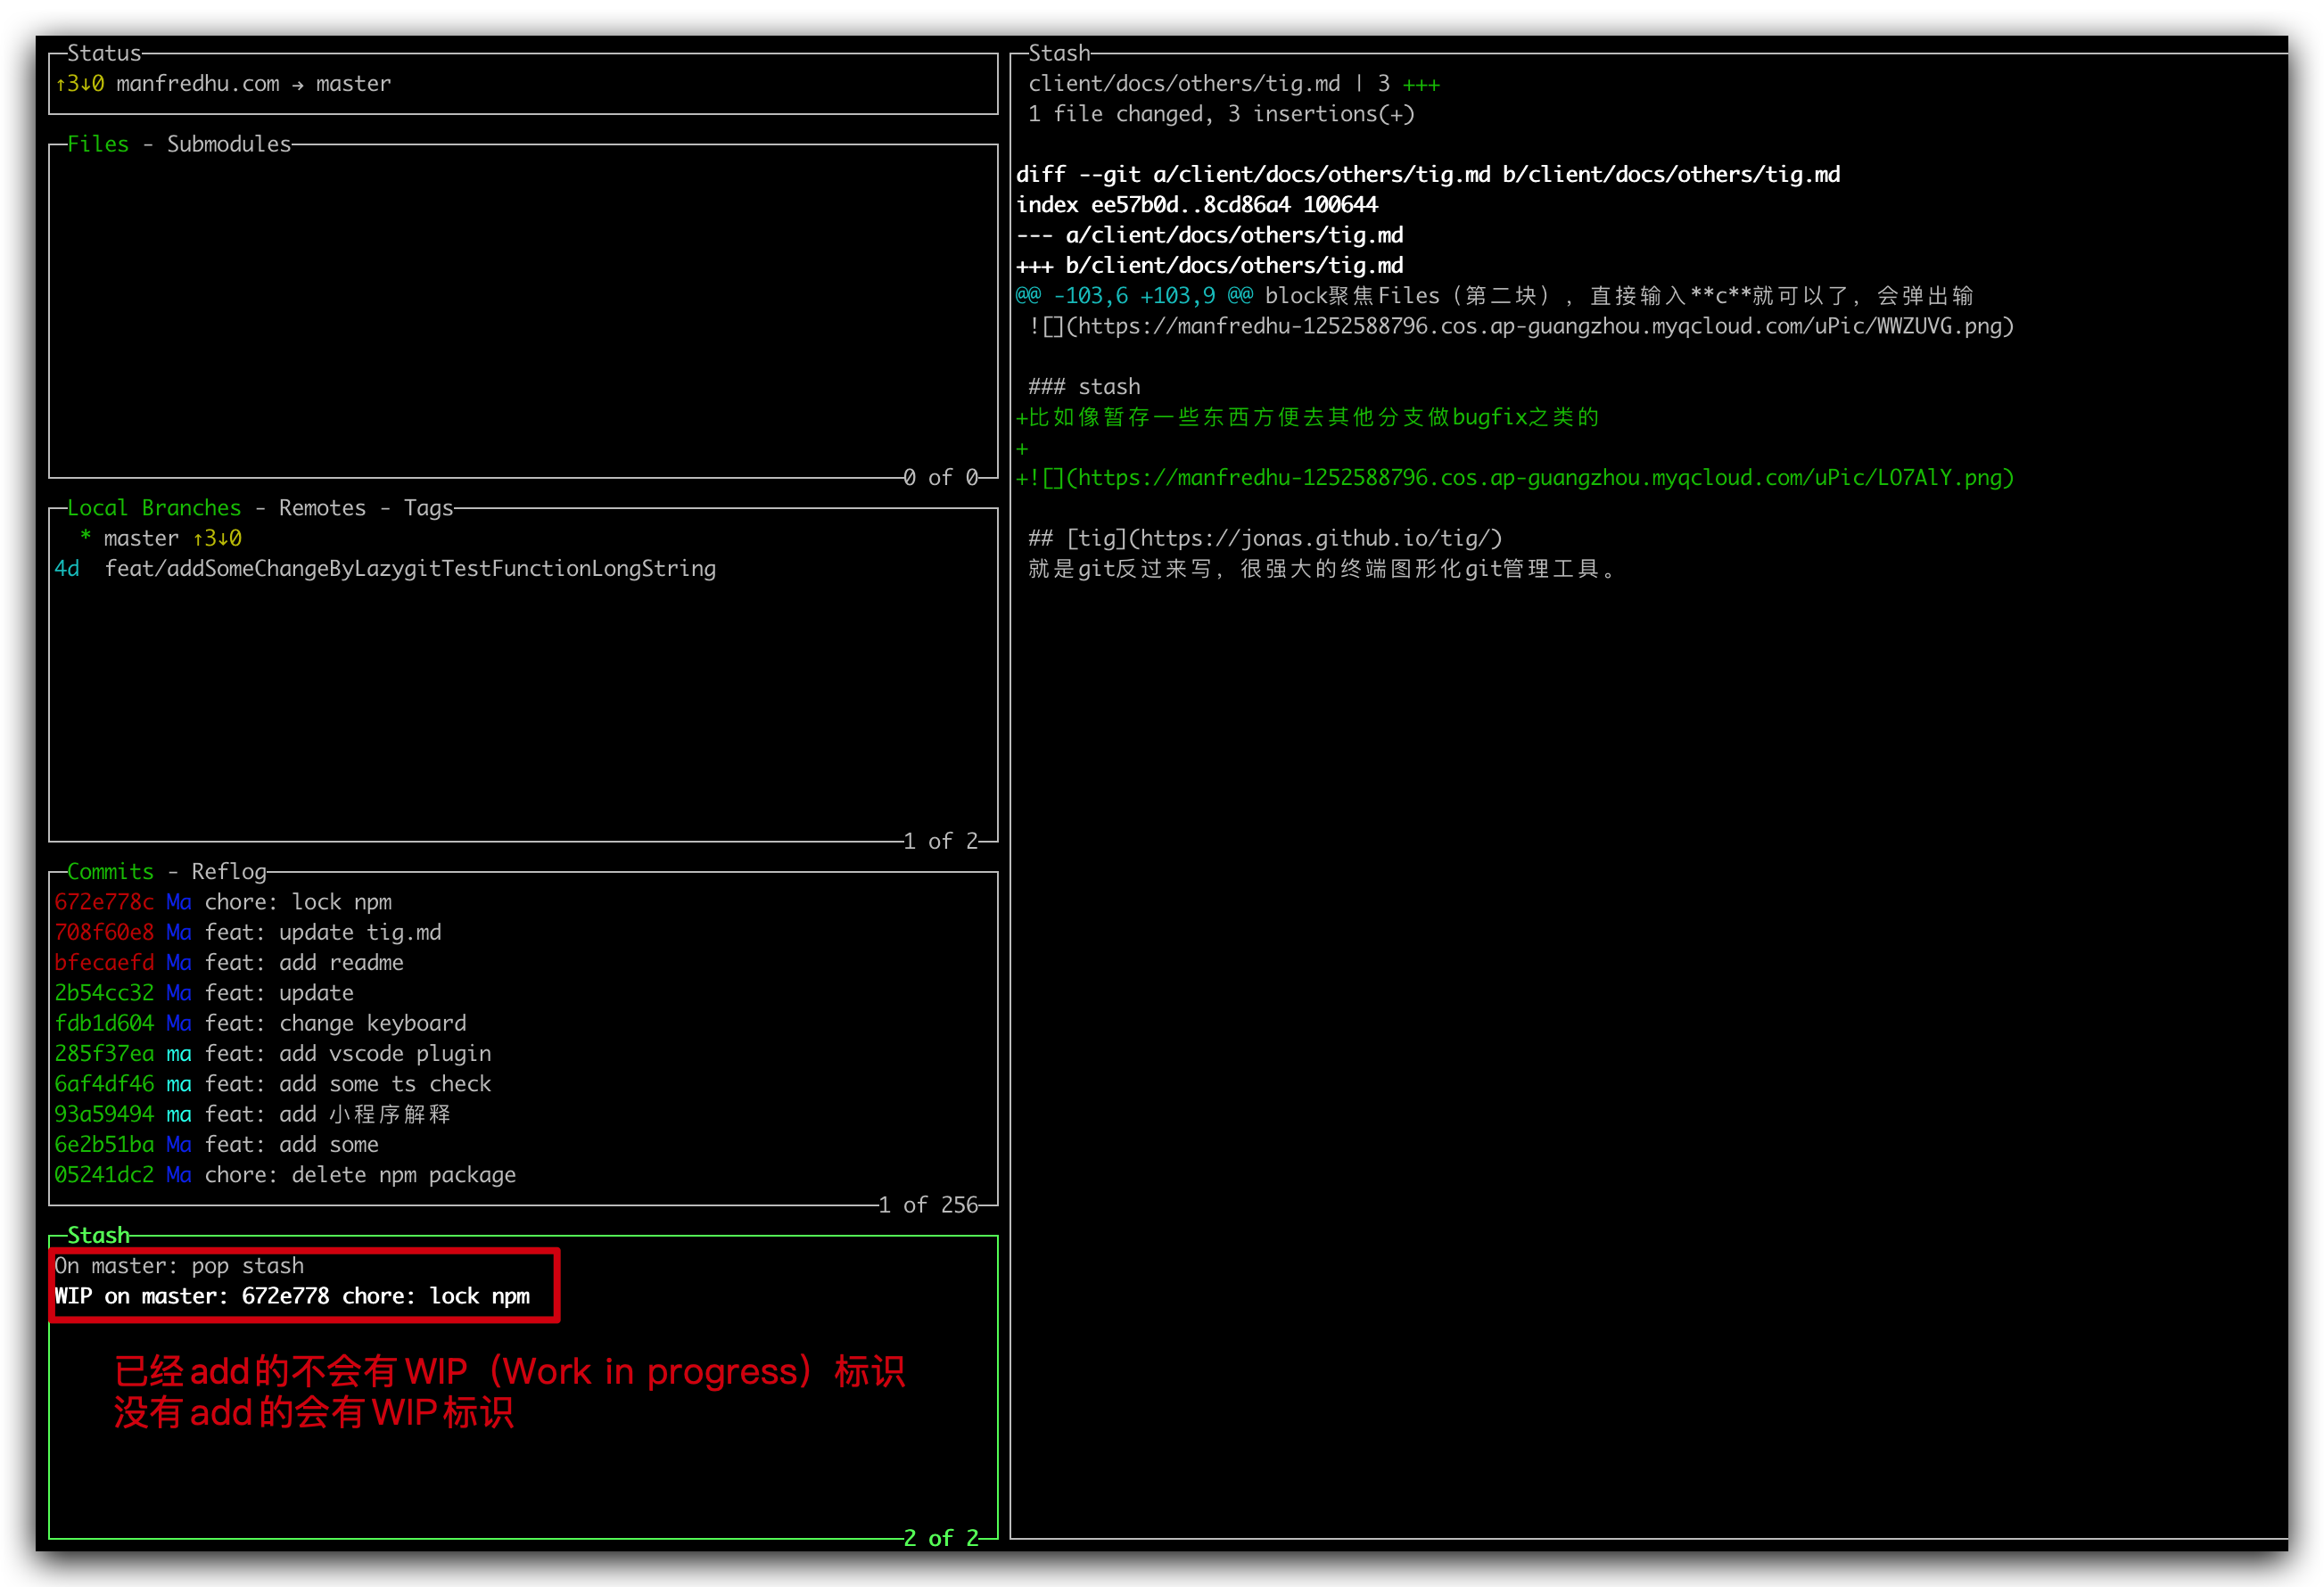 Status
↑3↓0 manfredhu.com → master
Files - Submodules
0 of 0
Local Branches - Remotes - Tags
* master ↑3↓0
4d feat/addSomeChangeByLazygitTestFunctionLongString
1 of 2
Commits - Reflog
672e778c Ma chore: lock npm
708f60e8 Ma feat: update tig.md
bfecaefd Ma feat: add readme
2b54cc32 Ma feat: update
fdb1d604 Ma feat: change keyboard
285f37ea ma feat: add vscode plugin
6af4df46 ma feat: add some ts check
93a59494 ma feat: add 小程序解释
6e2b51ba Ma feat: add some
05241dc2 Ma chore: delete npm package
1 of 256
Stash
On master: pop stash
WIP on master: 672e778 chore: lock npm
已经add的不会有WIP（Work in progress）标识
没有add的会有WIP标识
2 of 2
Stash
client/docs/others/tig.md | 3 +++
1 file changed, 3 insertions(+)
diff --git a/client/docs/others/tig.md b/client/docs/others/tig.md
index ee57b0d..8cd86a4 100644
--- a/client/docs/others/tig.md
+++ b/client/docs/others/tig.md
@@ -103,6 +103,9 @@ block聚焦Files（第二块），直接输入**c**就可以了，会弹出输
![](https://manfredhu-1252588796.cos.ap-guangzhou.myqcloud.com/uPic/WWZUVG.png)
### stash
+比如像暂存一些东西方便去其他分支做bugfix之类的
+
+![](https://manfredhu-1252588796.cos.ap-guangzhou.myqcloud.com/uPic/LO7AlY.png)
## [tig](https://jonas.github.io/tig/)
就是git反过来写，很强大的终端图形化git管理工具。